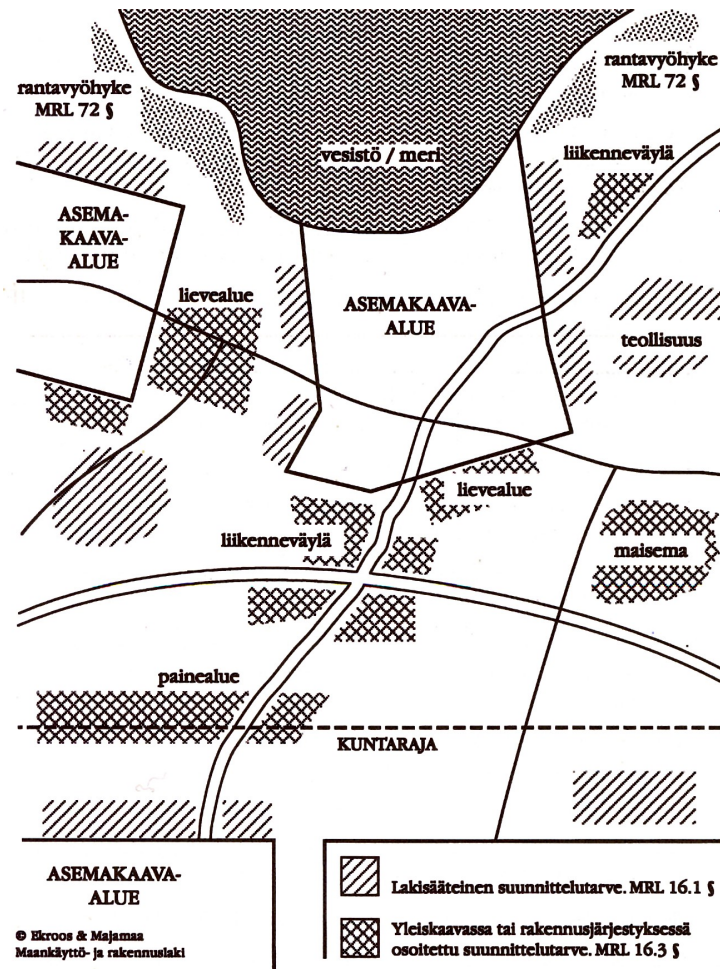 rantavyöhyke
MRL 72 §
rantavyöhyke
MRL 72 §
vesistö / meri
liikenneväylä
ASEMA-
KAAVA-
ALUE
lievealue
ASEMAKAAVA-
ALUE
teollisuus
lievealue
liikenneväylä
maisema
painealue
KUNTARAJA
ASEMAKAAVA-
ALUE
© Ekroos & Majamaa
Maankäyttö- ja rakennuslaki
Lakisääteinen suunnittelutarve. MRL 16.1 §
Yleiskaavassa tai rakennusjärjestyksessä
osoitettu suunnittelutarve. MRL 16.3 §